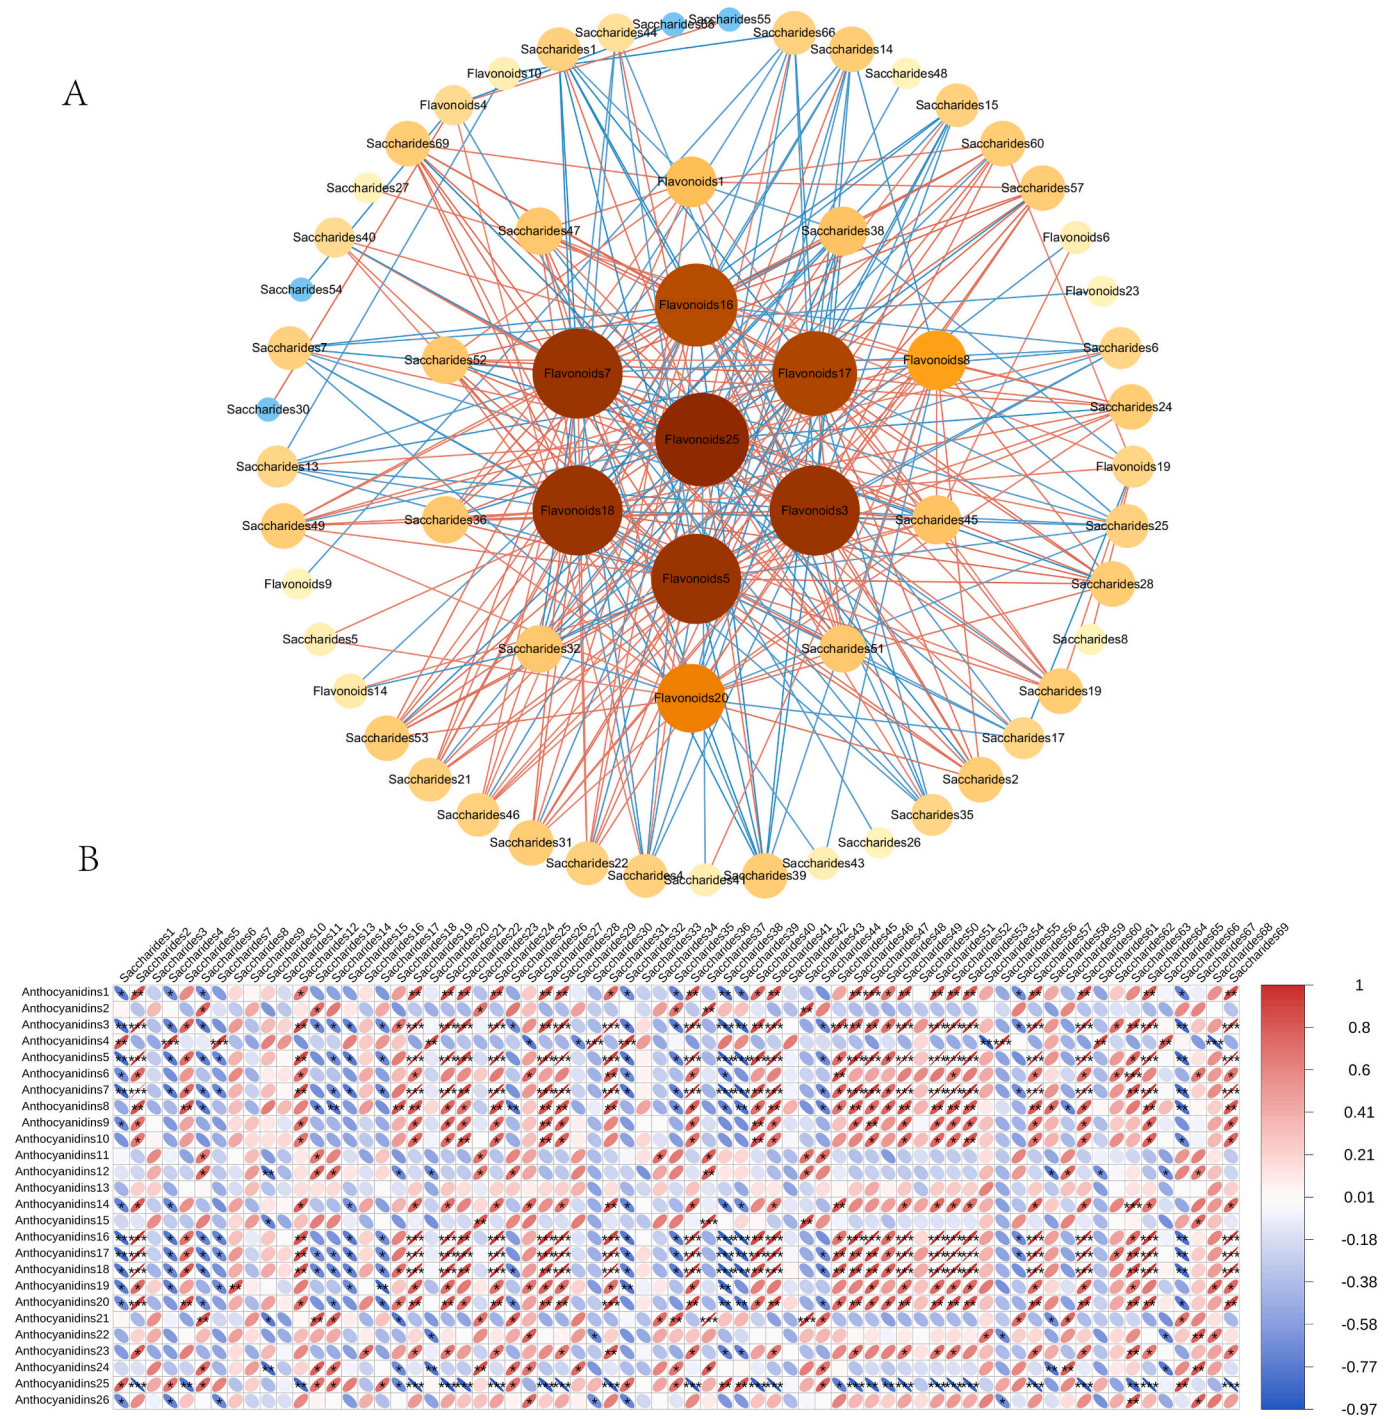 A
Saccharides44
Saccharides55
Saccharides1
Saccharides66
Saccharides14
Flavonoids10
Saccharides48
Flavonoids4
Saccharides15
Saccharides69
Saccharides60
Saccharides27
Flavonoids1
Saccharides57
Saccharides47
Saccharides38
Saccharides40
Flavonoids6
Saccharides54
Flavonoids16
Flavonoids23
Saccharides7
Saccharides52
Flavonoids7
Flavonoids17
Flavonoids8
Saccharides6
Saccharides30
Saccharides24
Flavonoids25
Saccharides13
Flavonoids19
Saccharides49
Saccharides36
Flavonoids18
Flavonoids3
Saccharides45
Saccharides25
Flavonoids9
Flavonoids5
Saccharides28
Saccharides5
Saccharides32
Saccharides51
Saccharides8
Flavonoids14
Flavonoids20
Saccharides19
Saccharides53
Saccharides17
Saccharides21
Saccharides2
Saccharides46
Saccharides35
Saccharides31
Saccharides26
B
Saccharides22
Saccharides4
Saccharides41
Saccharides39
Saccharides43
Saccharides1
Saccharides2
Saccharides3
Saccharides4
Saccharides5
Saccharides6
Saccharides7
Saccharides8
Saccharides9
Saccharides10
Saccharides11
Saccharides12
Saccharides13
Saccharides14
Saccharides15
Saccharides16
Saccharides17
Saccharides18
Saccharides19
Saccharides20
Saccharides21
Saccharides22
Saccharides23
Saccharides24
Saccharides25
Saccharides26
Saccharides27
Saccharides28
Saccharides29
Saccharides30
Saccharides31
Saccharides32
Saccharides33
Saccharides34
Saccharides35
Saccharides36
Saccharides37
Saccharides38
Saccharides39
Saccharides40
Saccharides41
Saccharides42
Saccharides43
Saccharides44
Saccharides45
Saccharides46
Saccharides47
Saccharides48
Saccharides49
Saccharides50
Saccharides51
Saccharides52
Saccharides53
Saccharides54
Saccharides55
Saccharides56
Saccharides57
Saccharides58
Saccharides59
Saccharides60
Saccharides61
Saccharides62
Saccharides63
Saccharides64
Saccharides65
Saccharides66
Saccharides67
Saccharides68
Saccharides69
Anthocyanidins1
Anthocyanidins2
Anthocyanidins3
Anthocyanidins4
Anthocyanidins5
Anthocyanidins6
Anthocyanidins7
Anthocyanidins8
Anthocyanidins9
Anthocyanidins10
Anthocyanidins11
Anthocyanidins12
Anthocyanidins13
Anthocyanidins14
Anthocyanidins15
Anthocyanidins16
Anthocyanidins17
Anthocyanidins18
Anthocyanidins19
Anthocyanidins20
Anthocyanidins21
Anthocyanidins22
Anthocyanidins23
Anthocyanidins24
Anthocyanidins25
Anthocyanidins26
1
0.8
0.6
0.41
0.21
0.01
-0.18
-0.38
-0.58
-0.77
-0.97